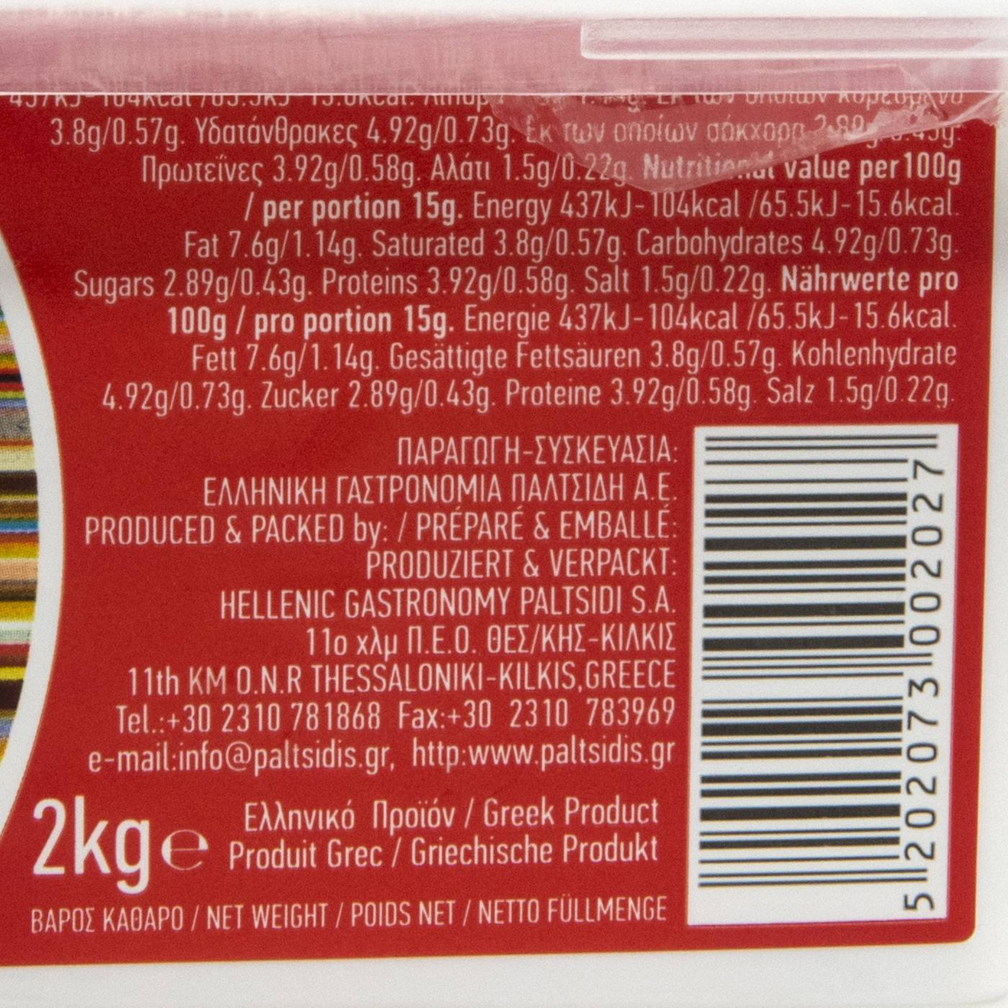 3.8g/0.57g. Υδατάνθρακες 4.92g/0.73g. Εκ των οποίων σάκχαρα
Πρωτεΐνες 3.92g/0.58g. Αλάτι 1.5g/0.22g. Nutritional value per 100g
/ per portion 15g. Energy 437kJ-104kcal /65.5kJ-15.6kcal.
Fat 7.6g/1.14g. Saturated 3.8g/0.57g. Carbohydrates 4.92g/0.73g.
Sugars 2.89g/0.43g. Proteins 3.92g/0.58g. Salt 1.5g/0.22g. Nährwerte pro
100g / pro portion 15g. Energie 437kJ-104kcal /65.5kJ-15.6kcal.
Fett 7.6g/1.14g. Gesättigte Fettsäuren 3.8g/0.57g. Kohlenhydrate
4.92g/0.73g. Zucker 2.89g/0.43g. Proteine 3.92g/0.58g. Salz 1.5g/0.22g.
ΠΑΡΑΓΩΓΗ-ΣΥΣΚΕΥΑΣΙΑ:
ΕΛΛΗΝΙΚΗ ΓΑΣΤΡΟΝΟΜΙΑ ΠΑΛΤΣΙΔΗ Α.Ε.
PRODUCED & PACKED by: / PRÉPARÉ & EMBALLÉ:
PRODUZIERT & VERPACKT:
HELLENIC GASTRONOMY PALTSIDI S.A.
11ο χλμ Π.Ε.Ο. ΘΕΣ/ΚΗΣ-ΚΙΛΚΙΣ
11th KM O.N.R THESSALONIKI-KILKIS,GREECE
Tel.:+30 2310 781868 Fax:+30 2310 783969
e-mail:info@paltsidis.gr, http:www.paltsidis.gr
2kg e
Ελληνικό Προϊόν / Greek Product
Produit Grec / Griechische Produkt
ΒΑΡΟΣ ΚΑΘΑΡΟ / NET WEIGHT / POIDS NET / NETTO FÜLLMENGE
5 202073 002027